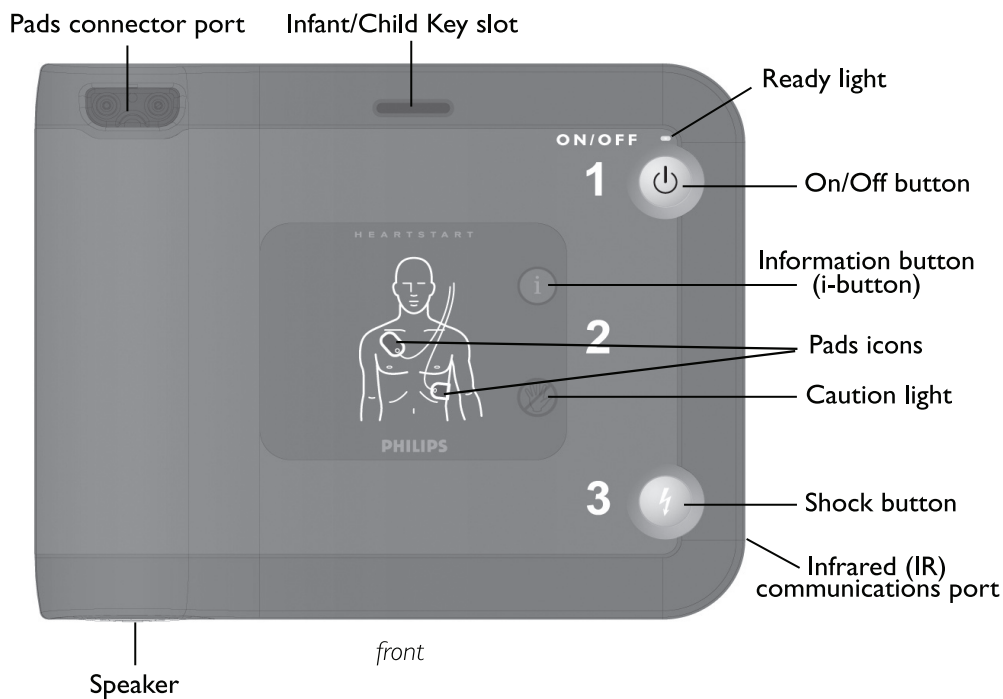 Pads connector port
Infant/Child Key slot
Ready light
ON/OFF
1
On/Off button
HEARTSTART
i
Information button
(i-button)
2
Pads icons
Caution light
PHILIPS
3
Shock button
Infrared (IR)
communications port
front
Speaker